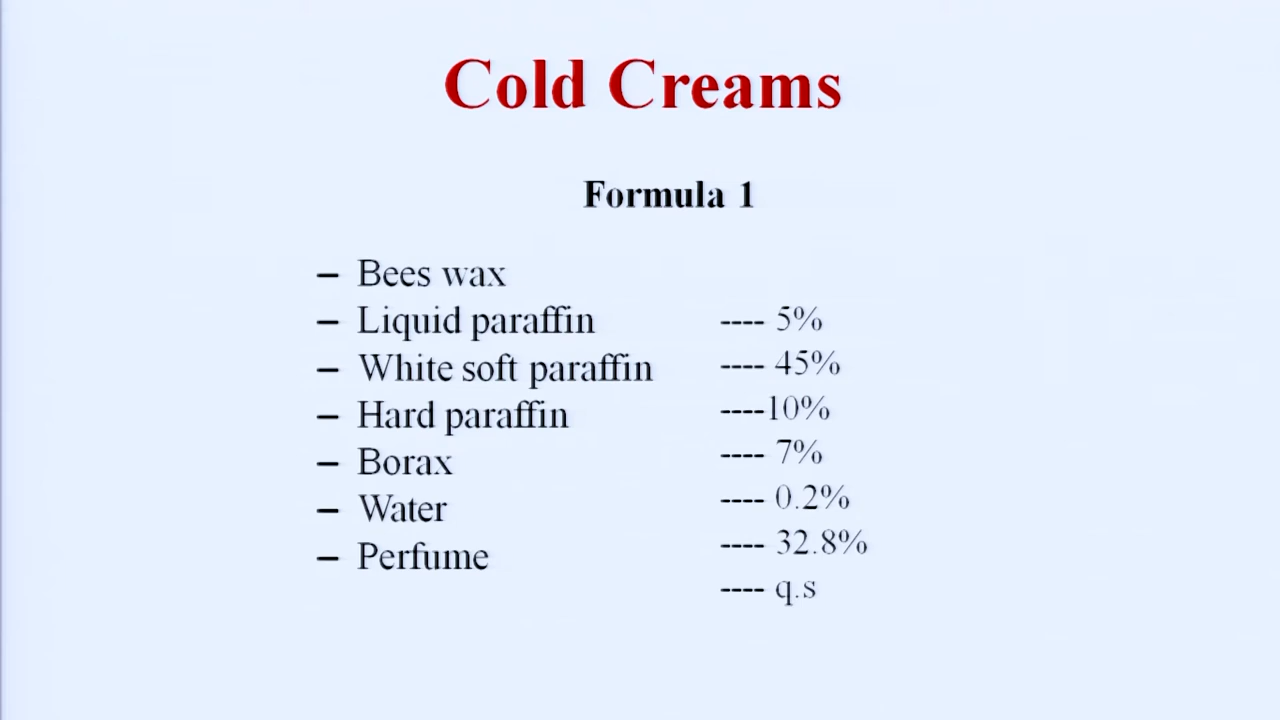 Cold Creams
Formula 1
– Bees wax
– Liquid paraffin ---- 5%
– White soft paraffin ---- 45%
– Hard paraffin ----10%
– Borax ---- 7%
– Water ---- 0.2%
– Perfume ---- 32.8%
---- q.s